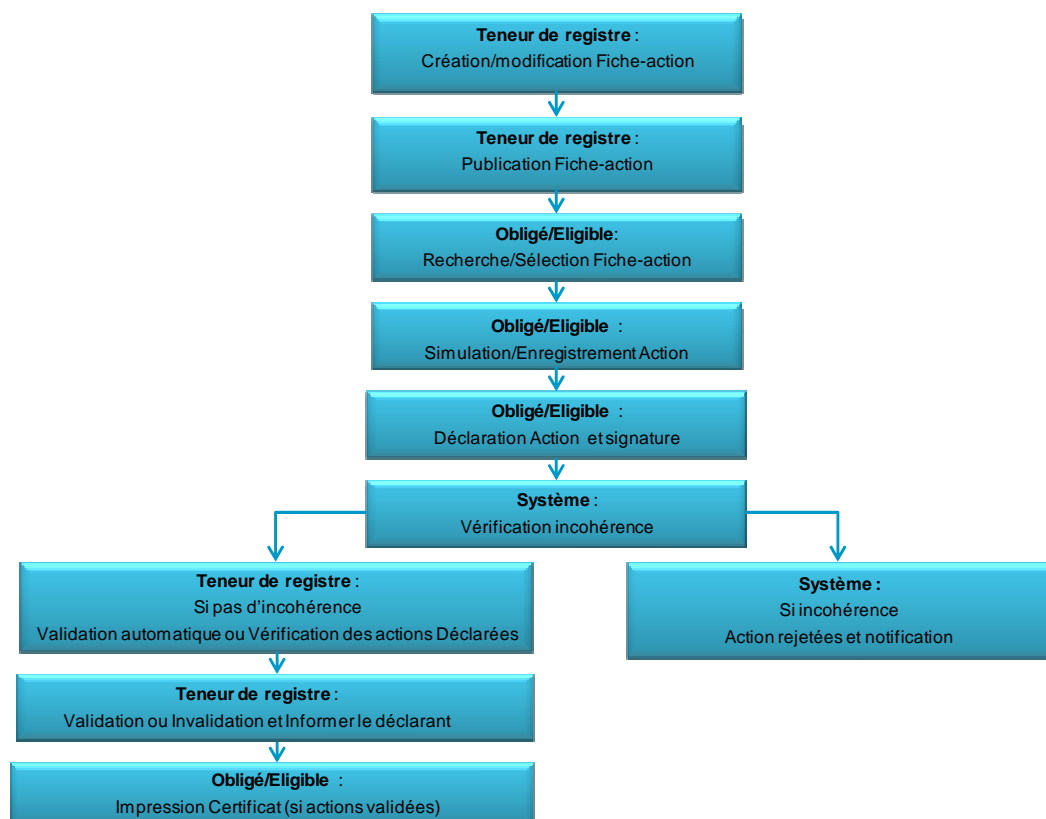 Teneur de registre :
Création/modification Fiche-action
Teneur de registre :
Publication Fiche-action
Obligé/Eligible:
Recherche/Sélection Fiche-action
Obligé/Eligible :
Simulation/Enregistrement Action
Obligé/Eligible :
Déclaration Action et signature
Système :
Vérification incohérence
Teneur de registre :
Si pas d'incohérence
Validation automatique ou Vérification des actions Déclarées
Système :
Si incohérence
Action rejetées et notification
Teneur de registre :
Validation ou Invalidation et Informer le déclarant
Obligé/Eligible :
Impression Certificat (si actions validées)